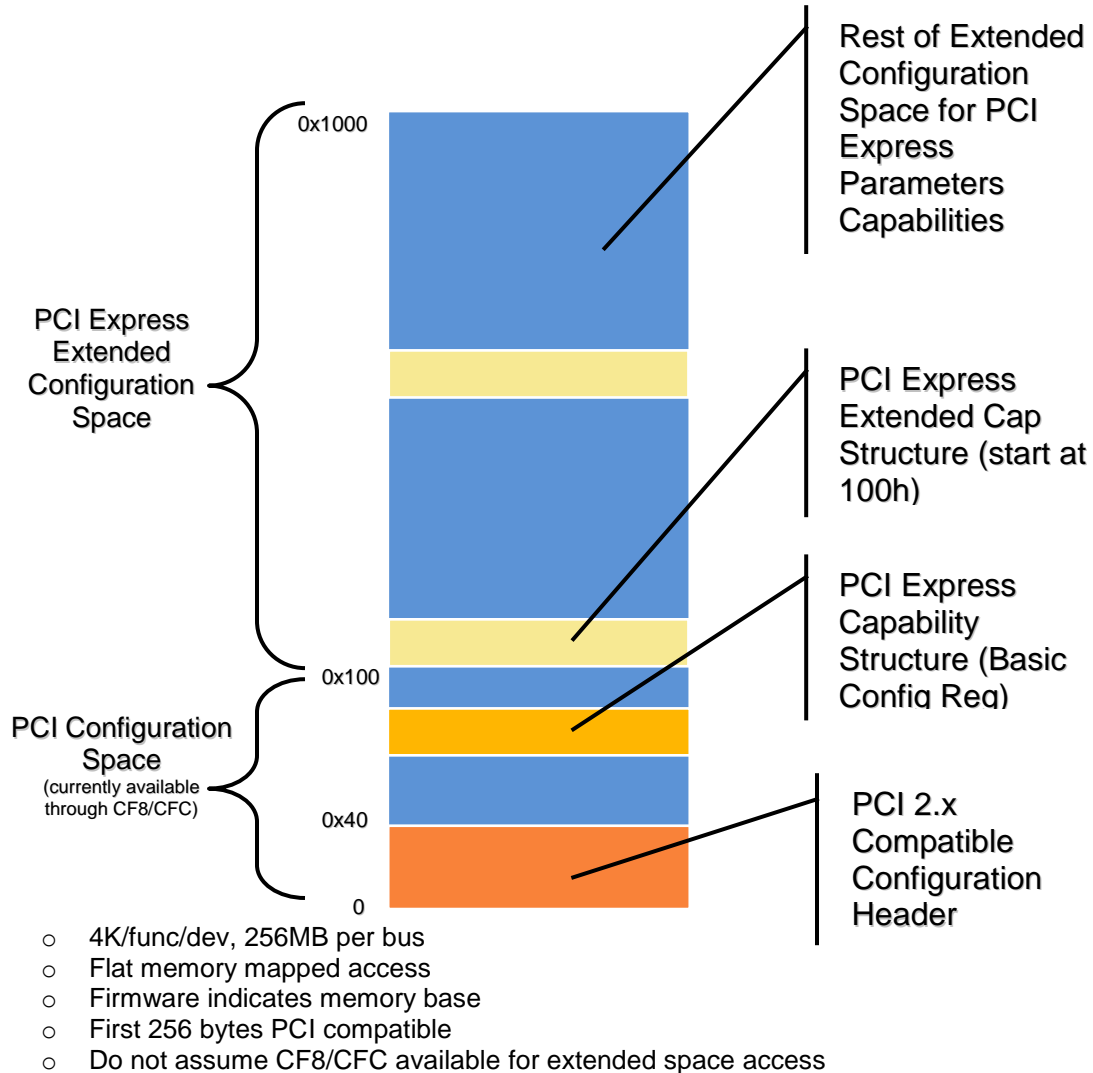 Rest of Extended
Configuration
Space for PCI
Express
Parameters
Capabilities
0x1000
PCI Express
Extended
Configuration
Space
PCI Express
Extended Cap
Structure (start at
100h)
PCI Express
Capability
Structure (Basic
Config Reg)
0x100
PCI Configuration
Space
(currently available
through CF8/CFC)
0x40
PCI 2.x
Compatible
Configuration
Header
0
o 4K/func/dev, 256MB per bus
o Flat memory mapped access
o Firmware indicates memory base
o First 256 bytes PCI compatible
o Do not assume CF8/CFC available for extended space access